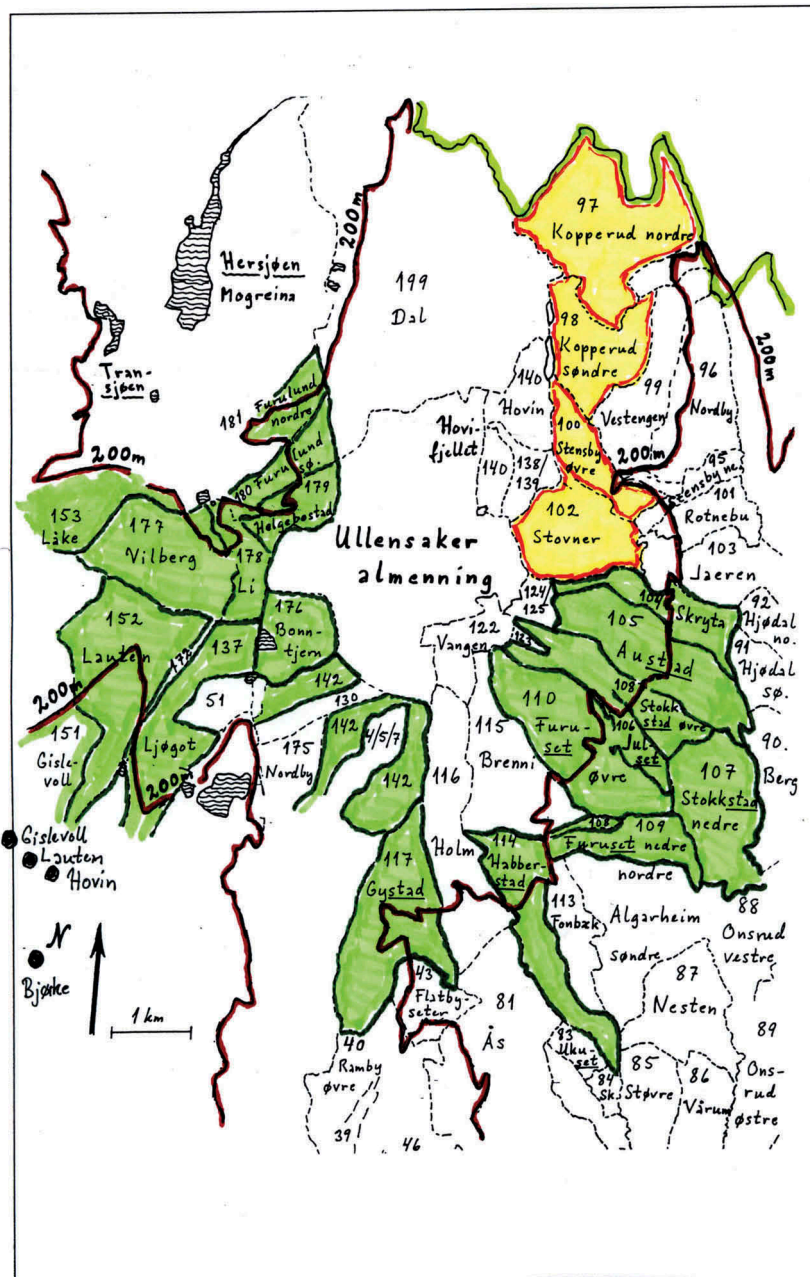 97
Kopperud nordre
200m
Hersjøen
Mogreina
199
Dal
98
Kopperud
søndre
200m
Tran-
sjøen
140
Hovin
99
Vestengen
96
Nordby
181
Furulund
nordre
Hovi-
fjellet
100
Stensby
øvre
200m
200m
140
138
139
95
Stensby ne.
101
Rotnebu
180
Furulund
sø.
179
Helgebostad
153
Låke
177
Vilberg
178
Li
Ullensaker
almenning
102
Stovner
103
Jaeren
124
125
104
Skryta
92
Hjødal
no.
152
Lauten
172
137
176
Bonn-
tjern
122
Vangen
123
105
Austad
91
Hjødal
sø.
200m
51
142
130
108
110
Furu-
set
øvre
Stokk-
stad øvre
106
Jul-
set
151
Gisle-
voll
Ljøgot
200m
175
Nordby
142
4/5/7
142
116
115
Brenni
107
Stokkstad
nedre
90.
Berg
Gislevoll
Lauten
Hovin
117
Gystad
Holm
114
Habber-
stad
108
109
Furuset nedre
nordre
N
Bjørke
113
Fonbæk
Algarheim
søndre
88
Onsrud
vestre
1 km
43
Flatby-
seter
81
Ås
87
Nesten
89
Ons-
rud
østre
40
Ramby
øvre
83
Uku-
set
84
Sk.
85
Støvre
86
Vårum
39
46